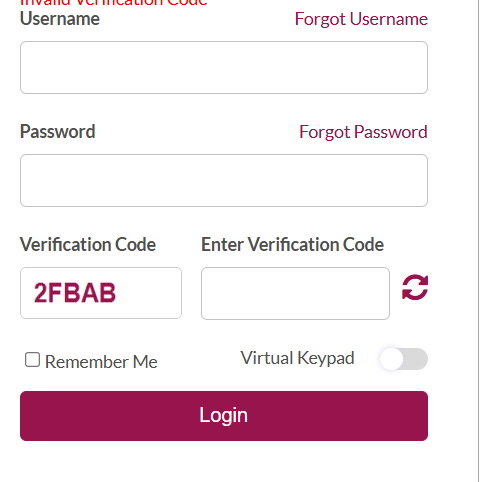 Invalid Verification Code
Username Forgot Username
Password Forgot Password
Verification Code Enter Verification Code
2FBAB
Remember Me Virtual Keypad
Login